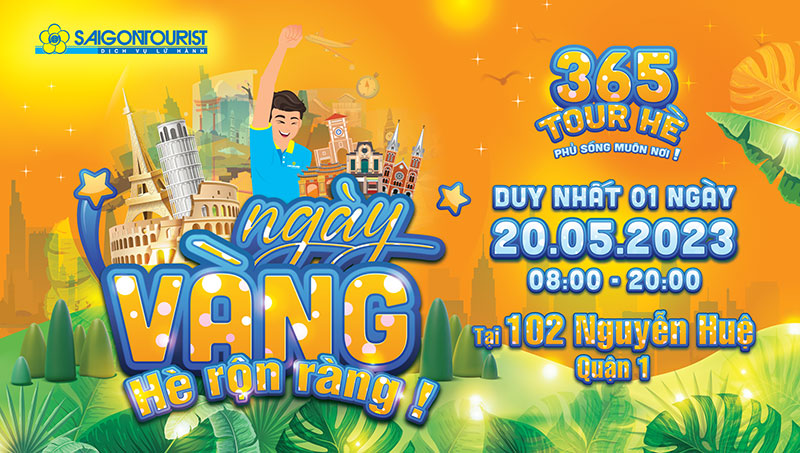 SAIGONTOURIST
DỊCH VỤ LỮ HÀNH
ngày
VÀNG
Hè rộn ràng !
365
TOUR HÈ
PHỦ SÓNG MUÔN NƠI !
DUY NHẤT 01 NGÀY
20.05.2023
08:00 - 20:00
Tại 102 Nguyễn Huệ
Quận 1